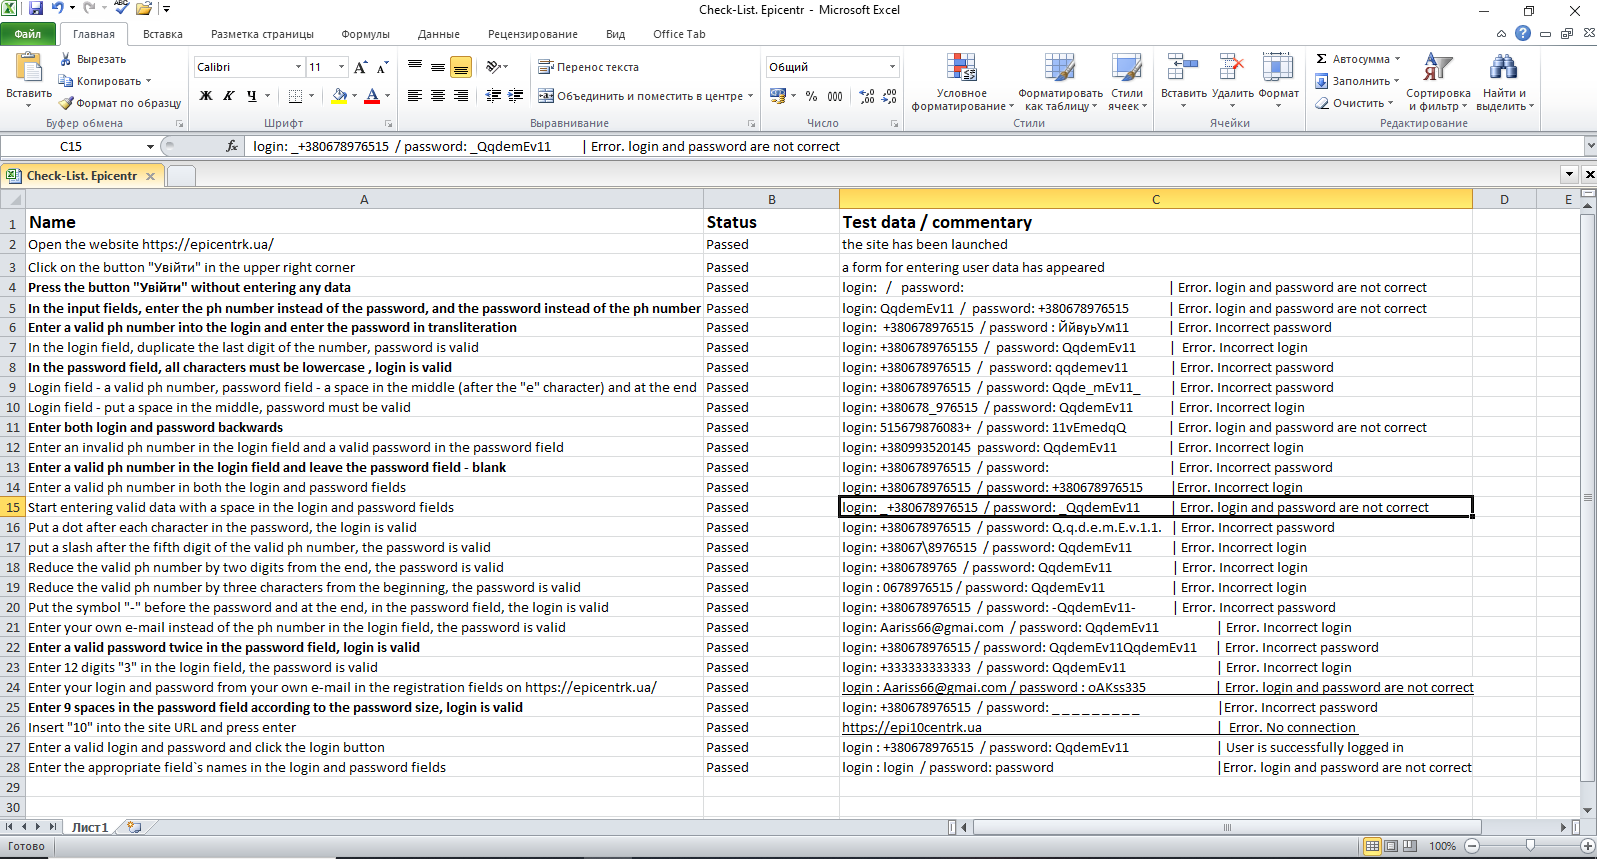 Check-List. Epicentr - Microsoft Excel
Файл Главная Вставка Разметка страницы Формулы Данные Рецензирование Вид Office Tab
Вставить
Вырезать
Копировать
Формат по образцу
Буфер обмена
Calibri 11
Ж К Ч
Шрифт
Перенос текста
Объединить и поместить в центре
Выравнивание
Общий
% 000
Число
Условное форматирование
Форматировать как таблицу
Стили ячеек
Стили
Вставить Удалить Формат
Ячейки
Σ Автосумма
Заполнить
Очистить
Сортировка и фильтр
Найти и выделить
Редактирование
C15 fx login: _+380678976515 / password: _QqdemEv11 | Error. login and password are not correct
Check-List. Epicentr
A B C D E
1 Name Status Test data / commentary
2 Open the website https://epicentrk.ua/ Passed the site has been launched
3 Click on the button "Увійти" in the upper right corner Passed a form for entering user data has appeared
4 Press the button "Увійти" without entering any data Passed login: / password: | Error. login and password are not correct
5 In the input fields, enter the ph number instead of the password, and the password instead of the ph number Passed login: QqdemEv11 / password: +380678976515 | Error. login and password are not correct
6 Enter a valid ph number into the login and enter the password in transliteration Passed login: +380678976515 / password : ЙйвуьУм11 | Error. Incorrect password
7 In the login field, duplicate the last digit of the number, password is valid Passed login: +3806789765155 / password: QqdemEv11 | Error. Incorrect login
8 In the password field, all characters must be lowercase , login is valid Passed login: +380678976515 / password: qqdemev11 | Error. Incorrect password
9 Login field - a valid ph number, password field - a space in the middle (after the "e" character) and at the end Passed login: +380678976515 / password: Qqde_mEv11_ | Error. Incorrect password
10 Login field - put a space in the middle, password must be valid Passed login: +380678_976515 / password: QqdemEv11 | Error. Incorrect login
11 Enter both login and password backwards Passed login: 515679876083+ / password: 11vEmedqQ | Error. login and password are not correct
12 Enter an invalid ph number in the login field and a valid password in the password field Passed login: +380993520145 password: QqdemEv11 | Error. Incorrect login
13 Enter a valid ph number in the login field and leave the password field - blank Passed login: +380678976515 / password: | Error. Incorrect password
14 Enter a valid ph number in both the login and password fields Passed login: +380678976515 / password: +380678976515 |Error. Incorrect login
15 Start entering valid data with a space in the login and password fields Passed login: _+380678976515 / password: _QqdemEv11 | Error. login and password are not correct
16 Put a dot after each character in the password, the login is valid Passed login: +380678976515 / password: Q.q.d.e.m.E.v.1.1. | Error. Incorrect password
17 put a slash after the fifth digit of the valid ph number, the password is valid Passed login: +38067\8976515 / password: QqdemEv11 | Error. Incorrect login
18 Reduce the valid ph number by two digits from the end, the password is valid Passed login: +3806789765 / password: QqdemEv11 | Error. Incorrect login
19 Reduce the valid ph number by three characters from the beginning, the password is valid Passed login : 0678976515 / password: QqdemEv11 | Error. Incorrect login
20 Put the symbol "-" before the password and at the end, in the password field, the login is valid Passed login: +380678976515 / password: -QqdemEv11- | Error. Incorrect password
21 Enter your own e-mail instead of the ph number in the login field, the password is valid Passed login: Aariss66@gmai.com / password: QqdemEv11 | Error. Incorrect login
22 Enter a valid password twice in the password field, login is valid Passed login: +380678976515 / password: QqdemEv11QqdemEv11 | Error. Incorrect password
23 Enter 12 digits "3" in the login field, the password is valid Passed login: +333333333333 / password: QqdemEv11 | Error. Incorrect login
24 Enter your login and password from your own e-mail in the registration fields on https://epicentrk.ua/ Passed login : Aariss66@gmai.com / password : oAKss335 | Error. login and password are not correct
25 Enter 9 spaces in the password field according to the password size, login is valid Passed login: +380678976515 / password: _ _ _ _ _ _ _ _ _ |Error. Incorrect password
26 Insert "10" into the site URL and press enter Passed https://epi10centrk.ua | Error. No connection
27 Enter a valid login and password and click the login button Passed login : +380678976515 / password: QqdemEv11 | User is successfully logged in
28 Enter the appropriate field`s names in the login and password fields Passed login : login / password: password |Error. login and password are not correct
29
30
Лист1
Готово 100%